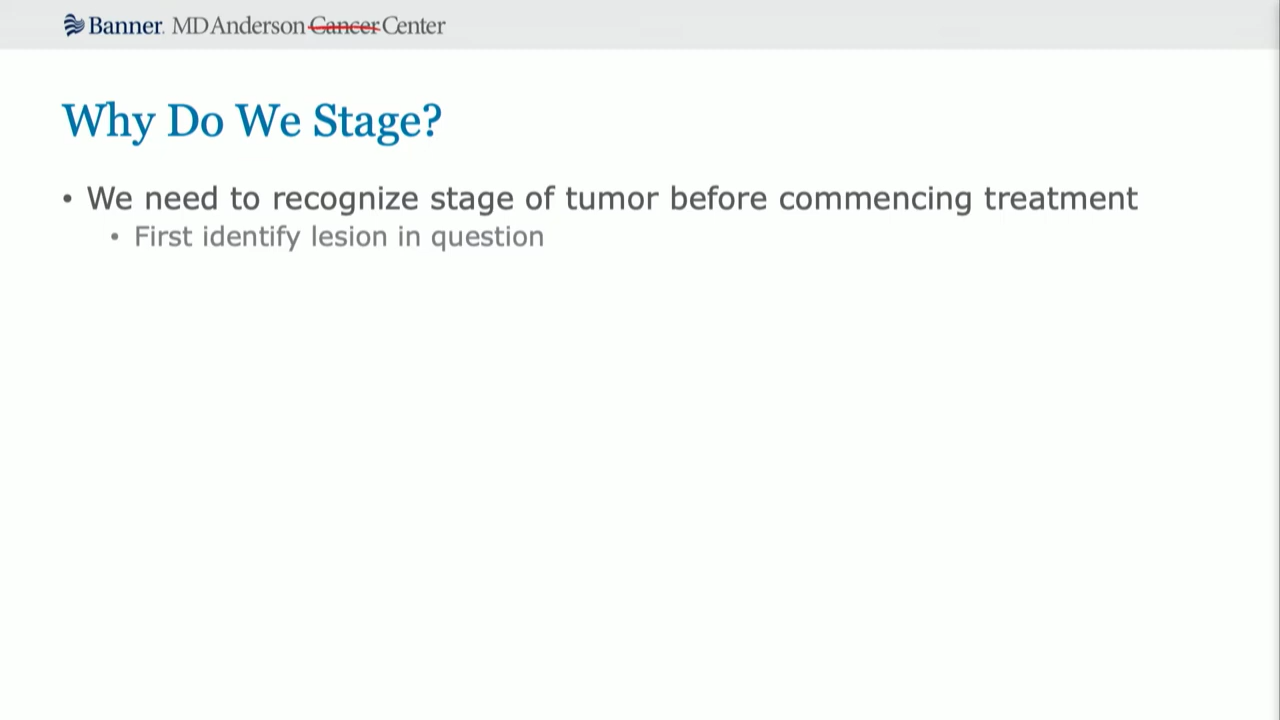 Banner. MD Anderson Cancer Center
Why Do We Stage?
• We need to recognize stage of tumor before commencing treatment
• First identify lesion in question